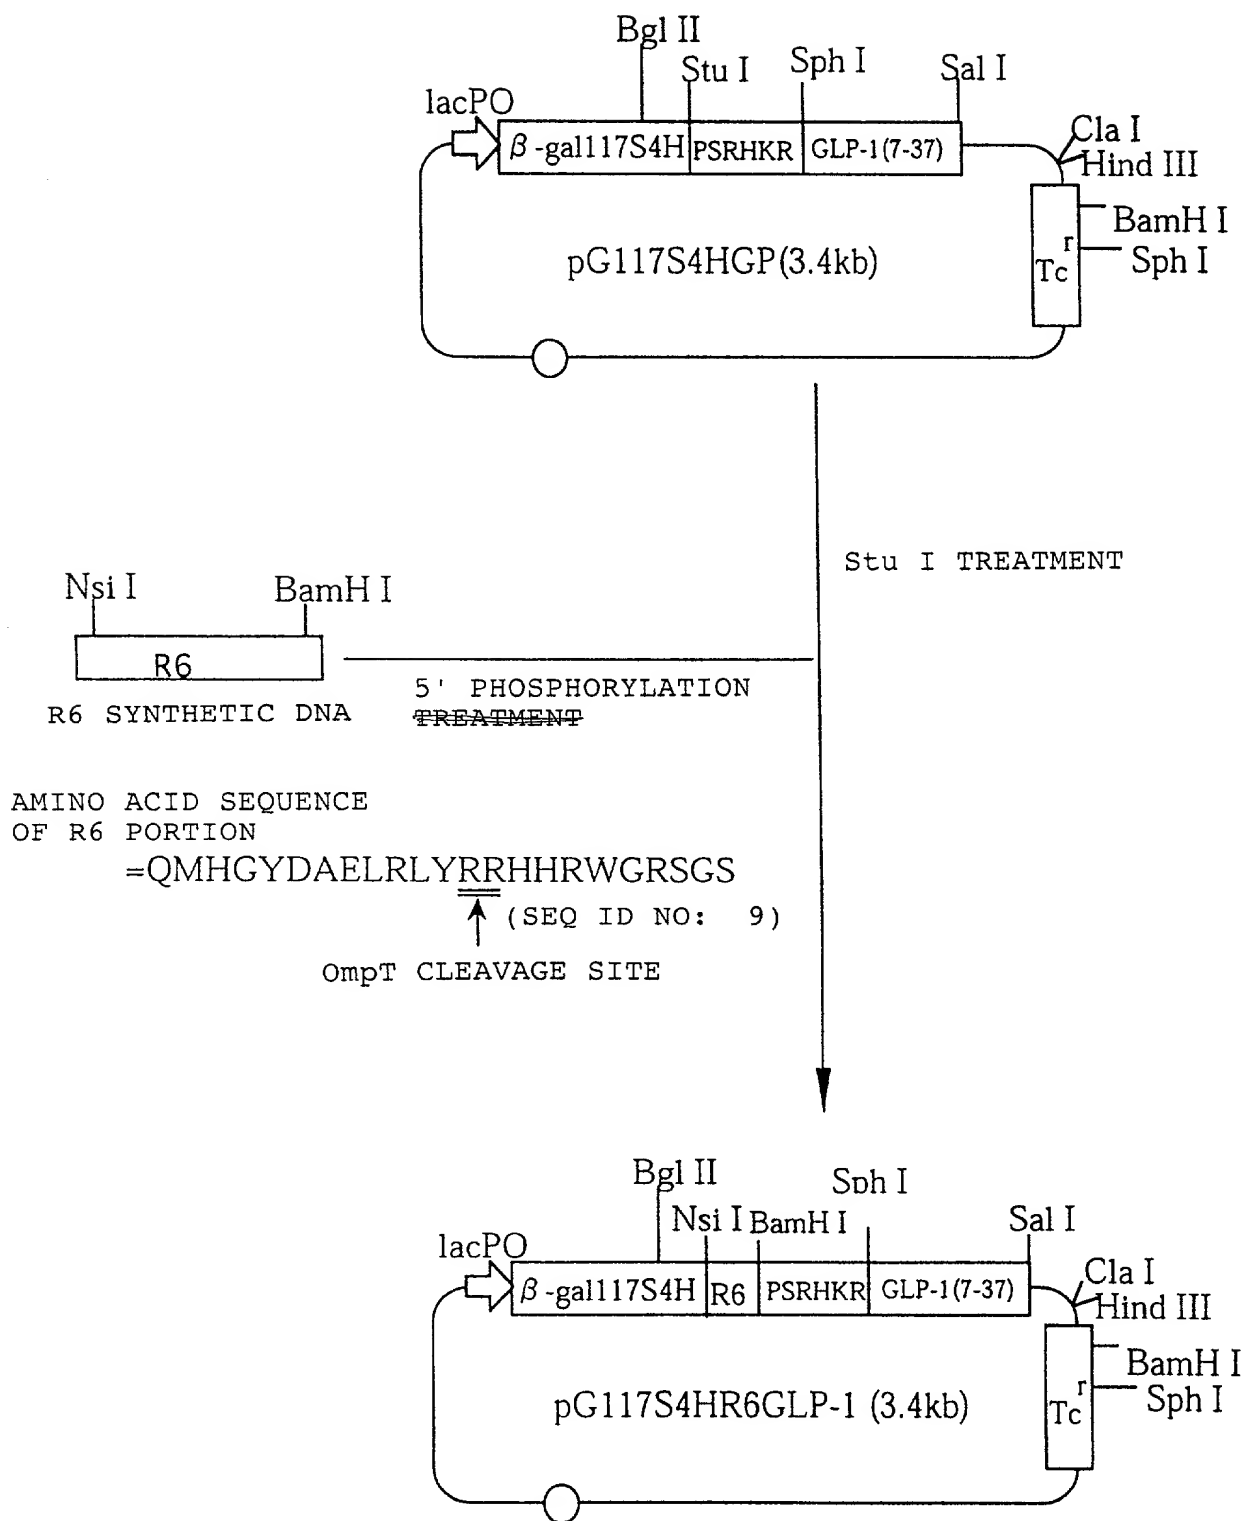 Bgl II
Stu I
Sph I
Sal I
lacPO
β-gal117S4H
PSRHKR
GLP-1(7-37)
Cla I
Hind III
BamH I
Sph I
Tc r
pG117S4HGP(3.4kb)
Stu I TREATMENT
Nsi I
BamH I
R6
R6 SYNTHETIC DNA
5' PHOSPHORYLATION
TREATMENT
AMINO ACID SEQUENCE
OF R6 PORTION
=QMHGYDAELRLYRRHHRWGRSGS
(SEQ ID NO: 9)
OmpT CLEAVAGE SITE
Bgl II
Sph I
Nsi I
BamH I
Sal I
lacPO
β-gal117S4H
R6
PSRHKR
GLP-1(7-37)
Cla I
Hind III
BamH I
Sph I
Tc r
pG117S4HR6GLP-1 (3.4kb)